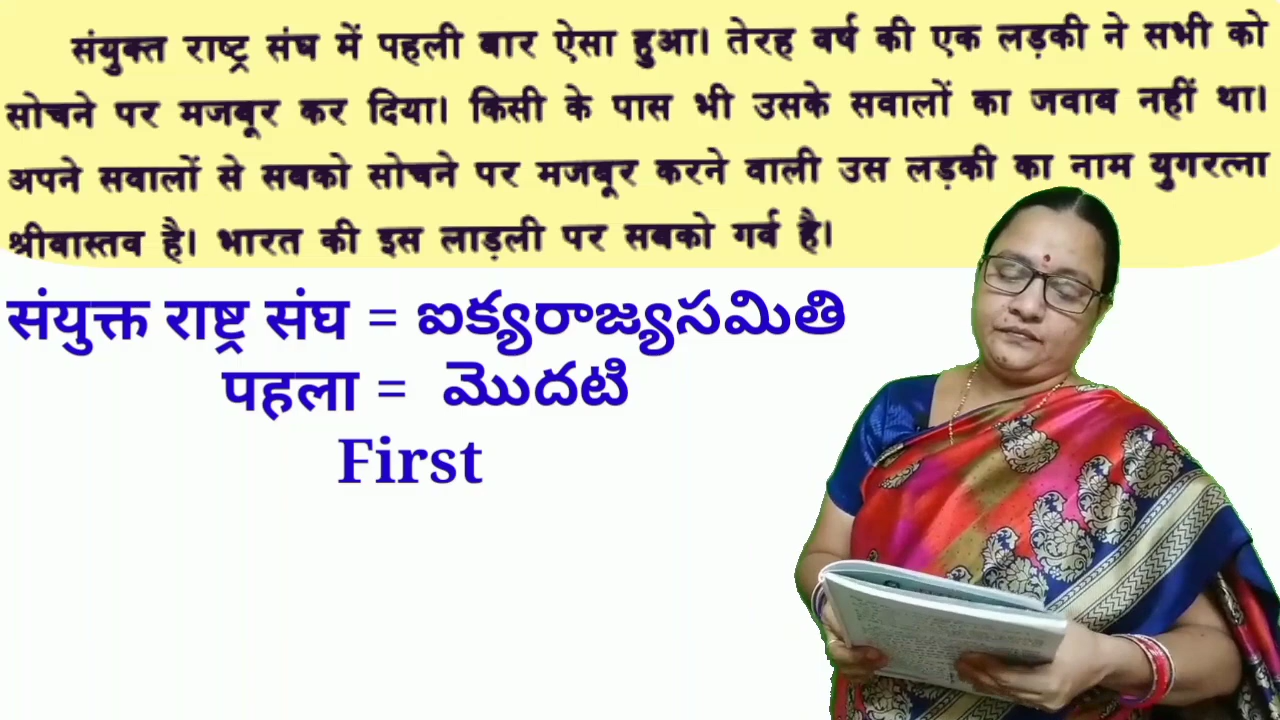 संयुक्त राष्ट्र संघ में पहली बार ऐसा हुआ। तेरह वर्ष की एक लड़की ने सभी को
सोचने पर मजबूर कर दिया। किसी के पास भी उसके सवालों का जवाब नहीं था।
अपने सवालों से सबको सोचने पर मजबूर करने वाली उस लड़की का नाम युगरत्ना
श्रीवास्तव है। भारत की इस लाड़ली पर सबको गर्व है।
संयुक्त राष्ट्र संघ = ఐక్యరాజ్యసమితి
पहला = మొదటి
First